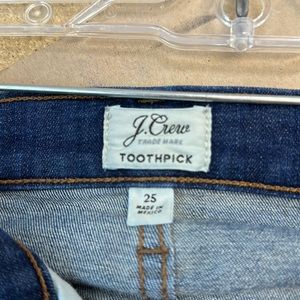 J.Crew
TRADE MARK
TOOTHPICK
25
MADE IN
MEXICO